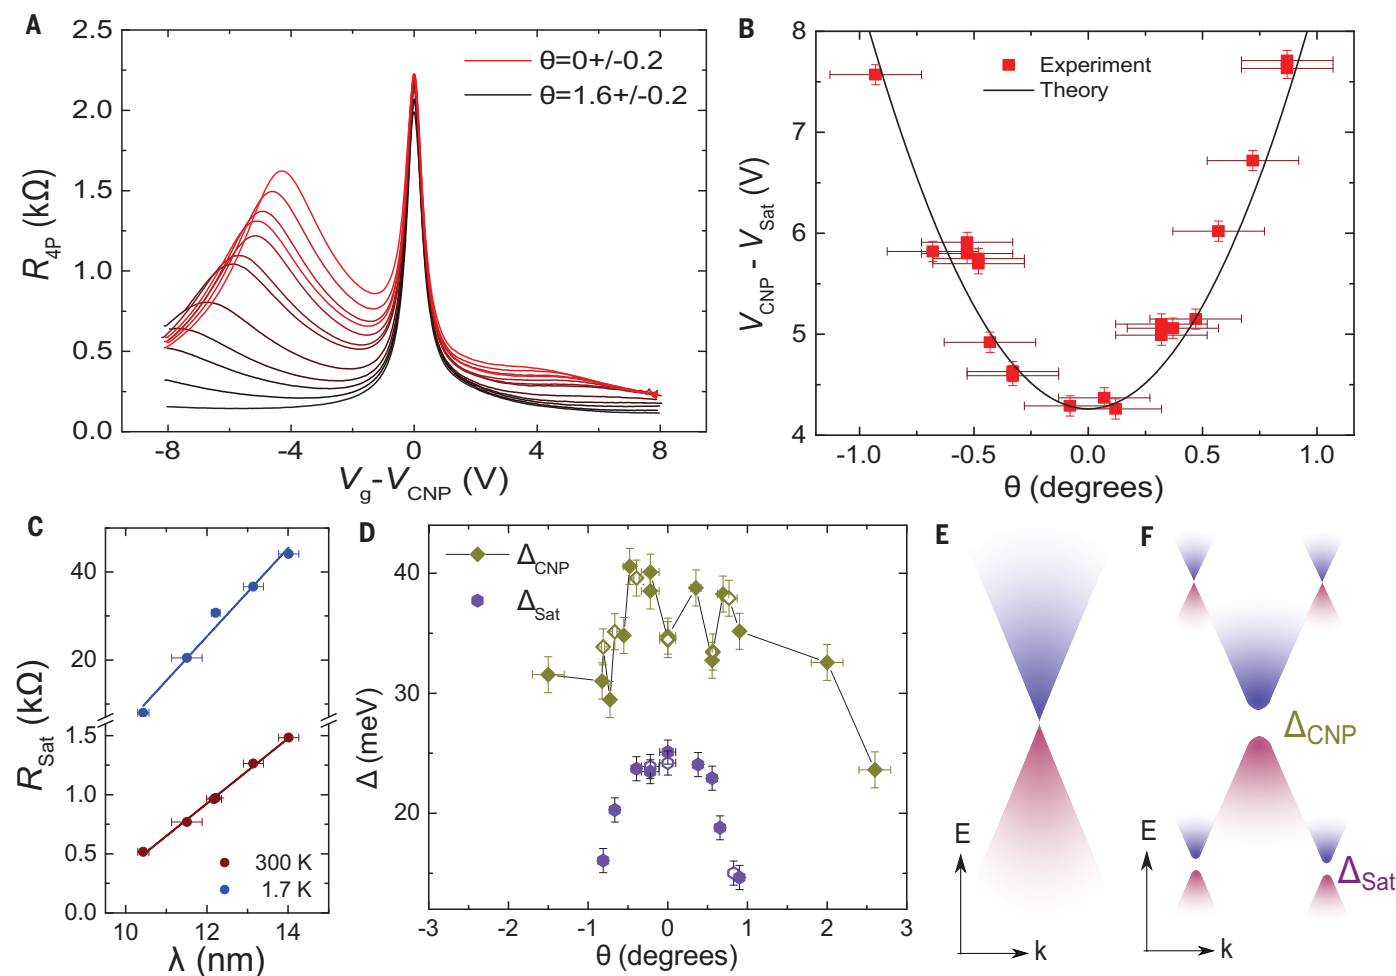 A
2.5
2.0
1.5
1.0
0.5
0.0
R4P (kΩ)
θ=0+/-0.2
θ=1.6+/-0.2
-8
-4
0
4
8
Vg-VCNP (V)
B
8
7
6
5
4
VCNP - VSat (V)
Experiment
Theory
-1.0
-0.5
0.0
0.5
1.0
θ (degrees)
C
40
20
1.5
1.0
0.5
0.0
RSat (kΩ)
300 K
1.7 K
10
12
14
λ (nm)
D
40
30
20
Δ (meV)
ΔCNP
ΔSat
-3
-2
-1
0
1
2
3
θ (degrees)
E
E
k
F
ΔCNP
ΔSat
E
k